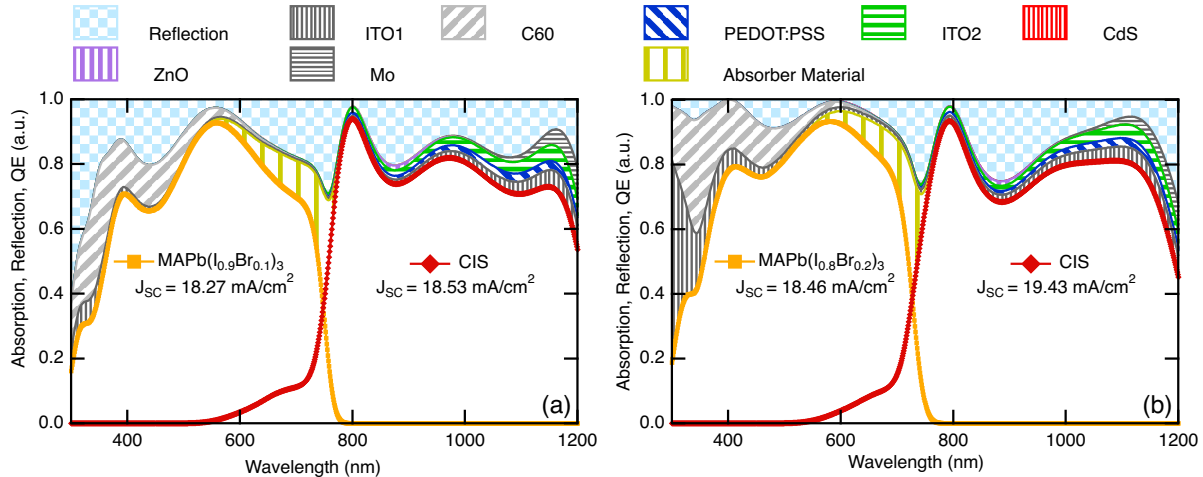 Reflection ITO1 C60 PEDOT:PSS ITO2 CdS
ZnO Mo Absorber Material
Absorption, Reflection, QE (a.u.)
1.0
0.8
0.6
0.4
0.2
0.0
MAPb(I0.9Br0.1)3
JSC = 18.27 mA/cm2
CIS
JSC = 18.53 mA/cm2
(a)
400 600 800 1000 1200
Wavelength (nm)
Absorption, Reflection, QE (a.u.)
1.0
0.8
0.6
0.4
0.2
0.0
MAPb(I0.8Br0.2)3
JSC = 18.46 mA/cm2
CIS
JSC = 19.43 mA/cm2
(b)
400 600 800 1000 1200
Wavelength (nm)